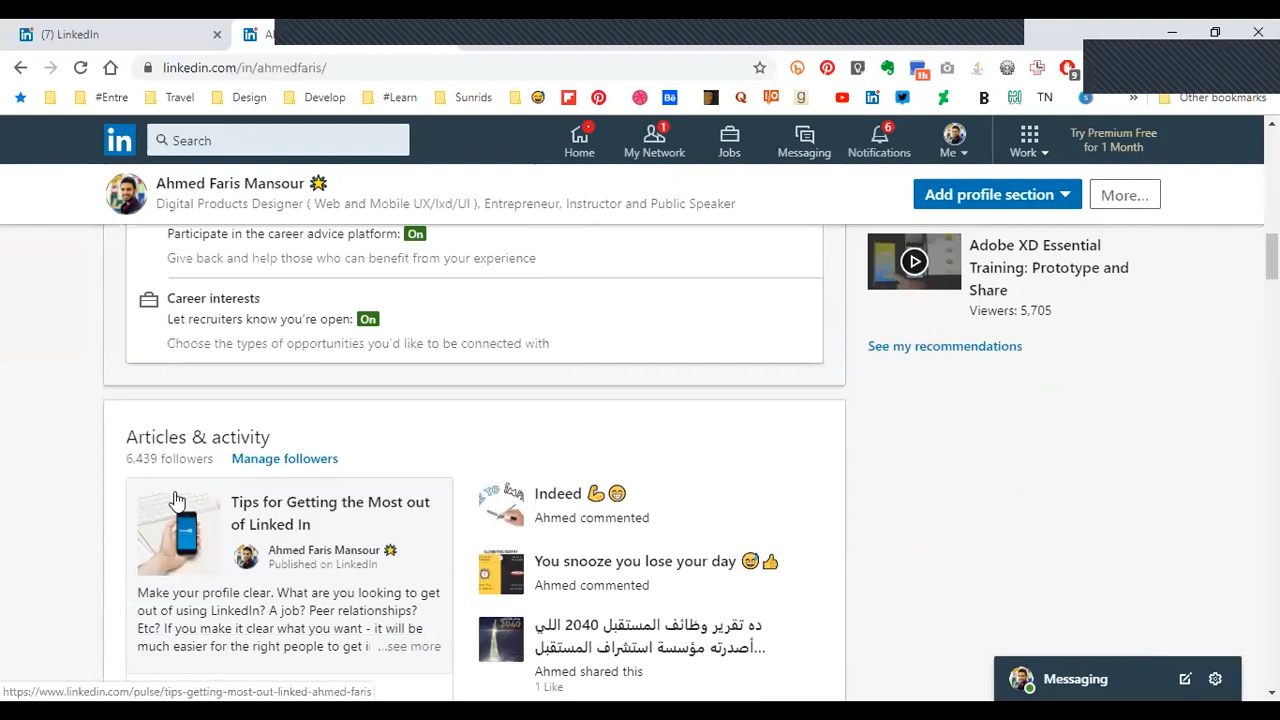 (7) LinkedIn
linkedin.com/in/ahmedfaris/
#Entre Travel Design Develop #Learn Sunrids TN Other bookmarks
1h
9
in Search Home My Network Jobs Messaging Notifications Me Work Try Premium Free
for 1 Month
1
6
Ahmed Faris Mansour
Digital Products Designer ( Web and Mobile UX/Ixd/UI ), Entrepreneur, Instructor and Public Speaker
Add profile section
More...
Participate in the career advice platform: On
Give back and help those who can benefit from your experience
Career interests
Let recruiters know you're open: On
Choose the types of opportunities you'd like to be connected with
Adobe XD Essential
Training: Prototype and
Share
Viewers: 5,705
See my recommendations
Articles & activity
6,439 followers Manage followers
Tips for Getting the Most out
of Linked In
Ahmed Faris Mansour
Published on LinkedIn
Make your profile clear. What are you looking to get
out of using LinkedIn? A job? Peer relationships?
Etc? If you make it clear what you want - it will be
much easier for the right people to get i ...see more
Indeed 💪😁
Ahmed commented
You snooze you lose your day 😅👍
Ahmed commented
ده تقرير وظائف المستقبل 2040 اللي
أصدرته مؤسسة استشراف المستقبل...
Ahmed shared this
1 Like
Messaging
https://www.linkedin.com/pulse/tips-getting-most-out-linked-ahmed-faris